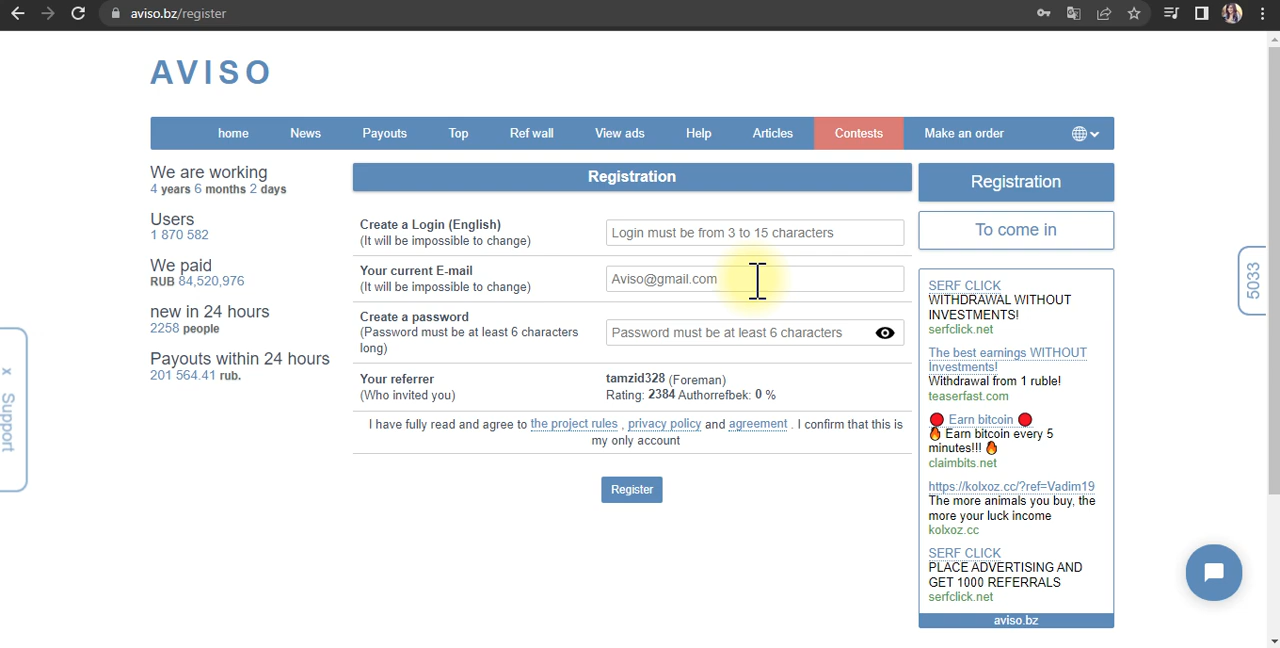 aviso.bz/register
AVISO
home News Payouts Top Ref wall View ads Help Articles Contests Make an order
We are working
4 years 6 months 2 days
Users
1 870 582
We paid
RUB 84,520,976
new in 24 hours
2258 people
Payouts within 24 hours
201 564.41 rub.
x Support
Registration
Create a Login (English)
(It will be impossible to change)
Login must be from 3 to 15 characters
Your current E-mail
(It will be impossible to change)
Aviso@gmail.com
Create a password
(Password must be at least 6 characters
long)
Password must be at least 6 characters
Your referrer
(Who invited you)
tamzid328 (Foreman)
Rating: 2384 Authorrefbek: 0 %
I have fully read and agree to the project rules , privacy policy and agreement . I confirm that this is
my only account
Register
Registration
To come in
SERF CLICK
WITHDRAWAL WITHOUT
INVESTMENTS!
serfclick.net
The best earnings WITHOUT
Investments!
Withdrawal from 1 ruble!
teaserfast.com
🔴 Earn bitcoin 🔴
🔥 Earn bitcoin every 5
minutes!!! 🔥
claimbits.net
https://kolxoz.cc/?ref=Vadim19
The more animals you buy, the
more your luck income
kolxoz.cc
SERF CLICK
PLACE ADVERTISING AND
GET 1000 REFERRALS
serfclick.net
aviso.bz
5033